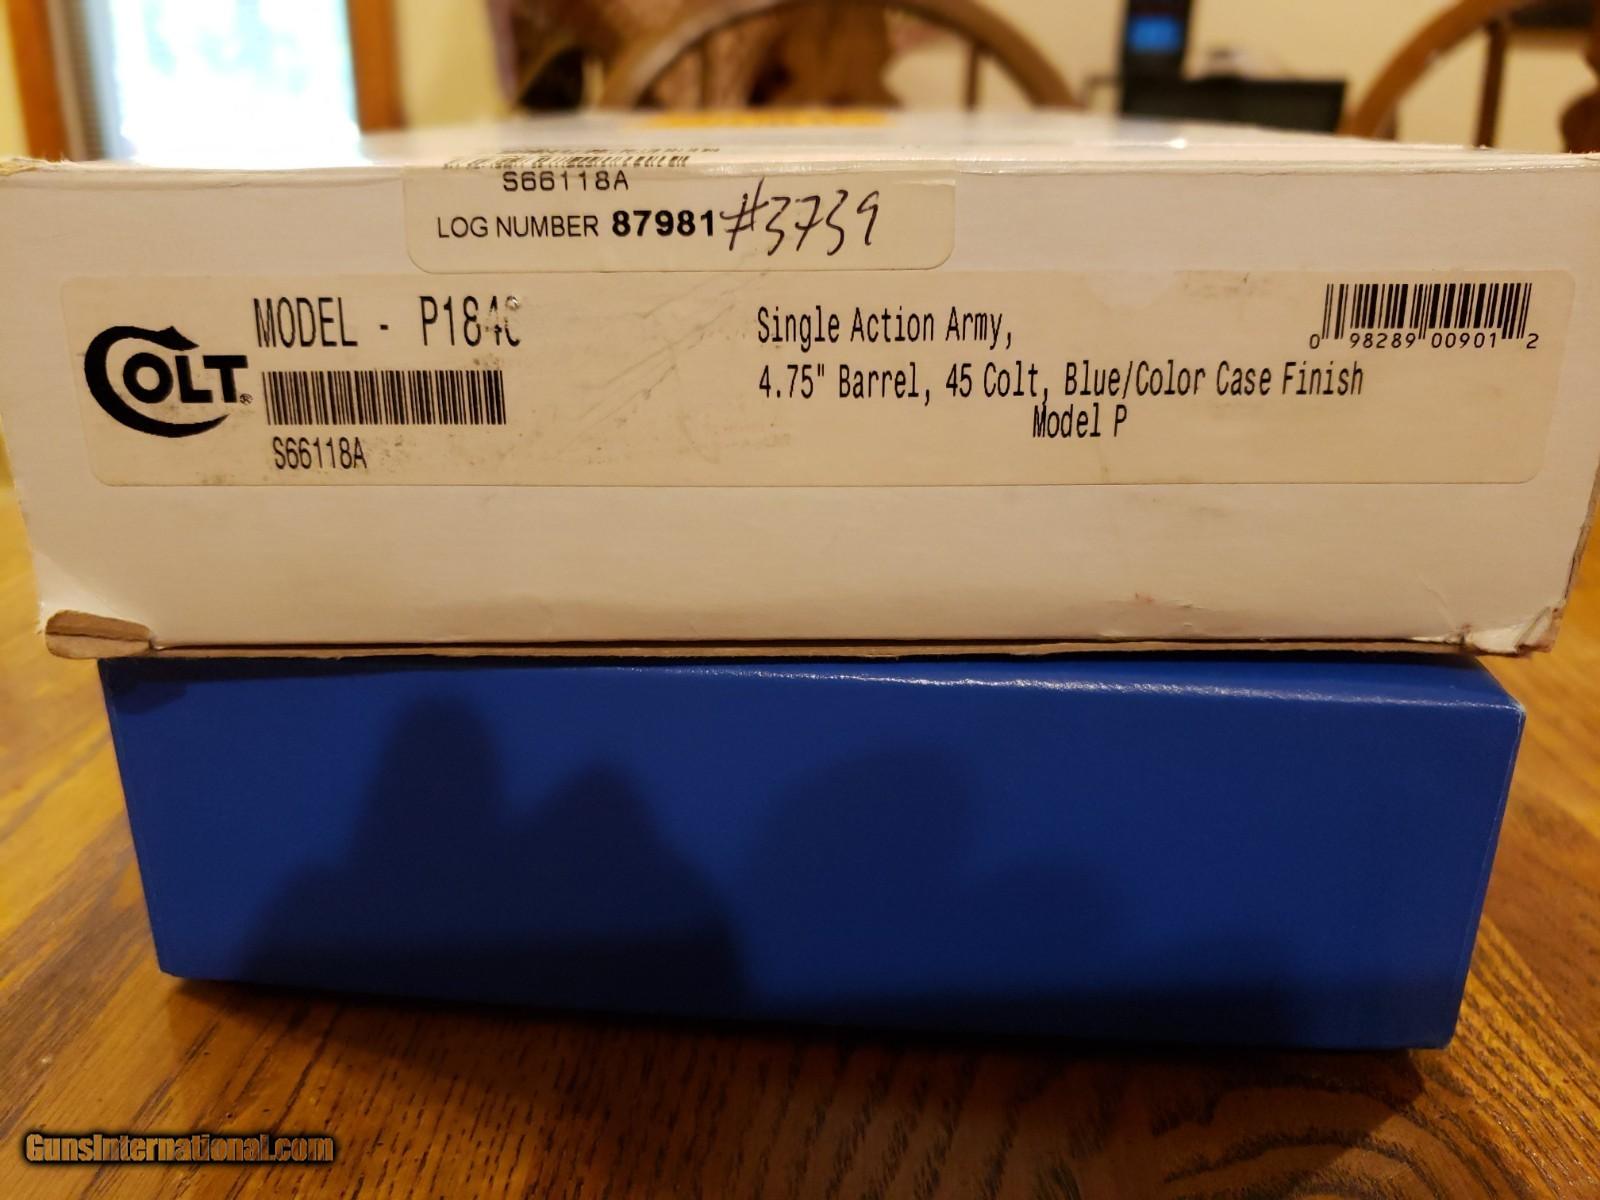 S66118A
LOG NUMBER 87981 #3739
COLT®
MODEL - P1840
S66118A
Single Action Army,
4.75" Barrel, 45 Colt, Blue/Color Case Finish
Model P
0 98289 00901 2
GunsInternational.com